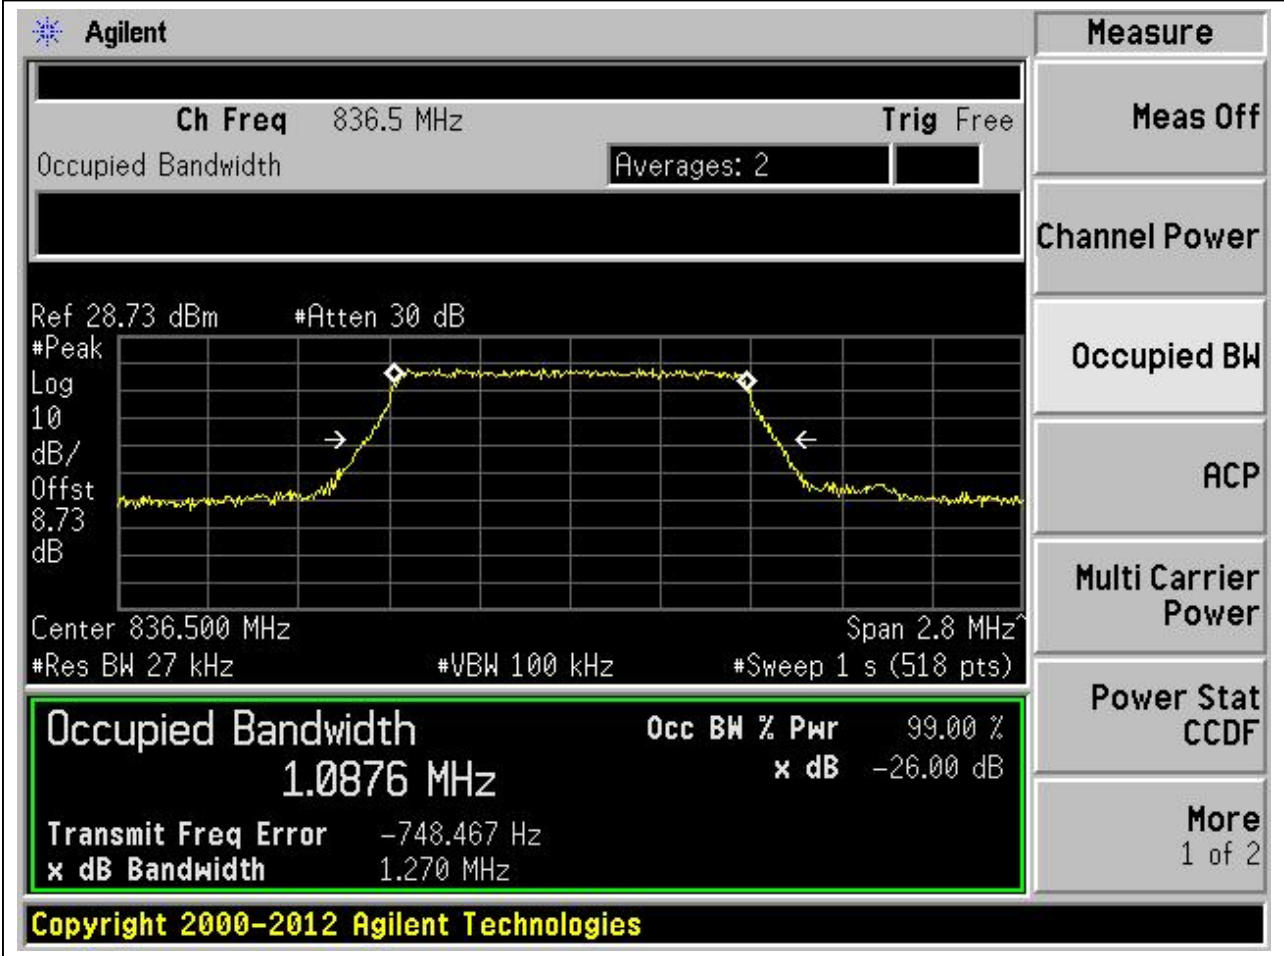 Agilent
Measure
Ch Freq 836.5 MHz Trig Free
Occupied Bandwidth Averages: 2
Meas Off
Channel Power
Occupied BW
ACP
Multi Carrier
Power
Power Stat
CCDF
More
1 of 2
Ref 28.73 dBm #Atten 30 dB
#Peak
Log
10
dB/
Offst
8.73
dB
Center 836.500 MHz Span 2.8 MHz^
#Res BW 27 kHz #VBW 100 kHz #Sweep 1 s (518 pts)
Occupied Bandwidth Occ BW % Pwr 99.00 %
1.0876 MHz x dB -26.00 dB
Transmit Freq Error -748.467 Hz
x dB Bandwidth 1.270 MHz
Copyright 2000-2012 Agilent Technologies